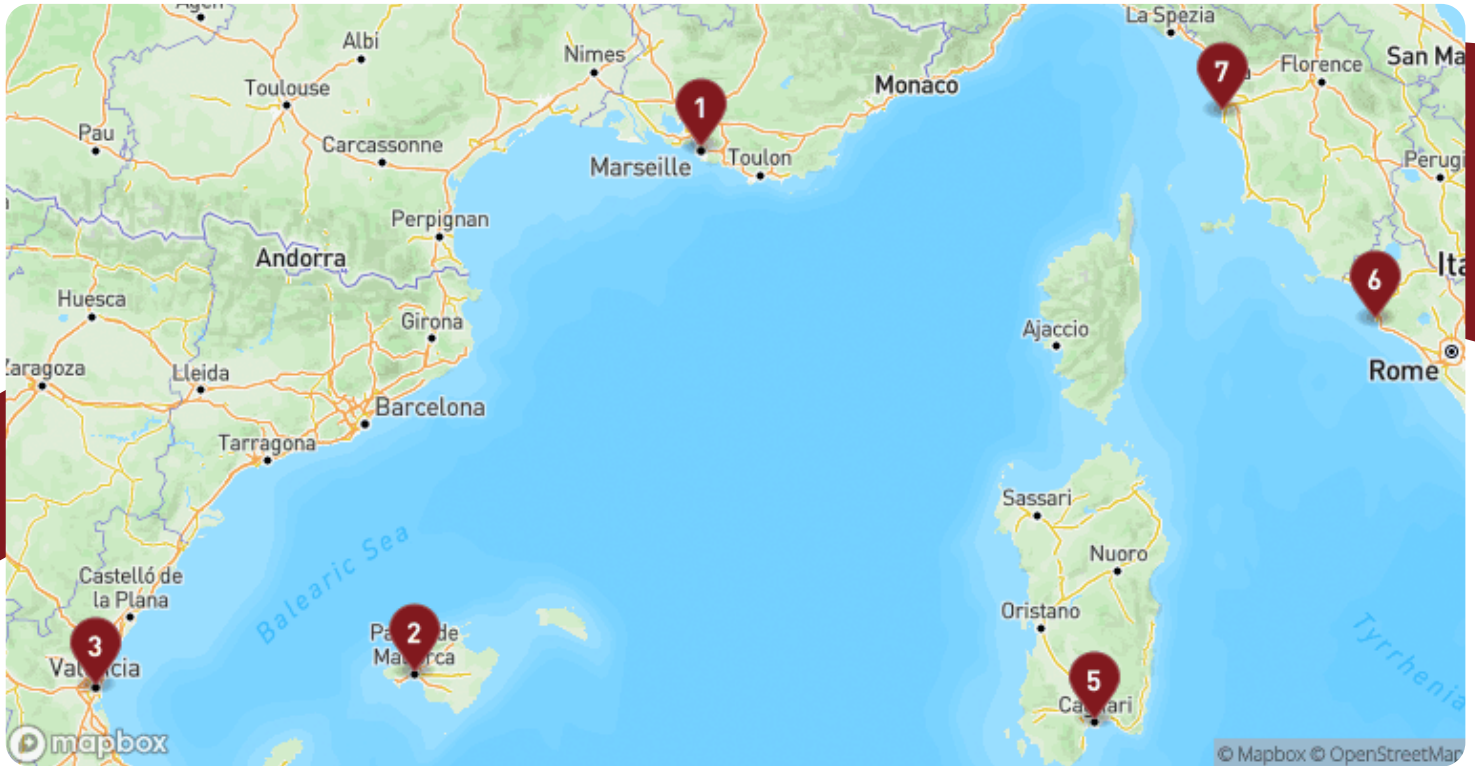 Agen
La Spezia
Albi
Nimes
7
Florence
San Ma
Toulouse
Monaco
1
Pau
Carcassonne
Marseille
Toulon
Perugi
Perpignan
Andorra
6
Ita
Huesca
Girona
Ajaccio
Zaragoza
Lleida
Rome
Barcelona
Tarragona
Sassari
Balearic Sea
Nuoro
Castelló de
la Plana
Oristano
2
3
Tyrrhenia
5
mapbox
© Mapbox © OpenStreetMap